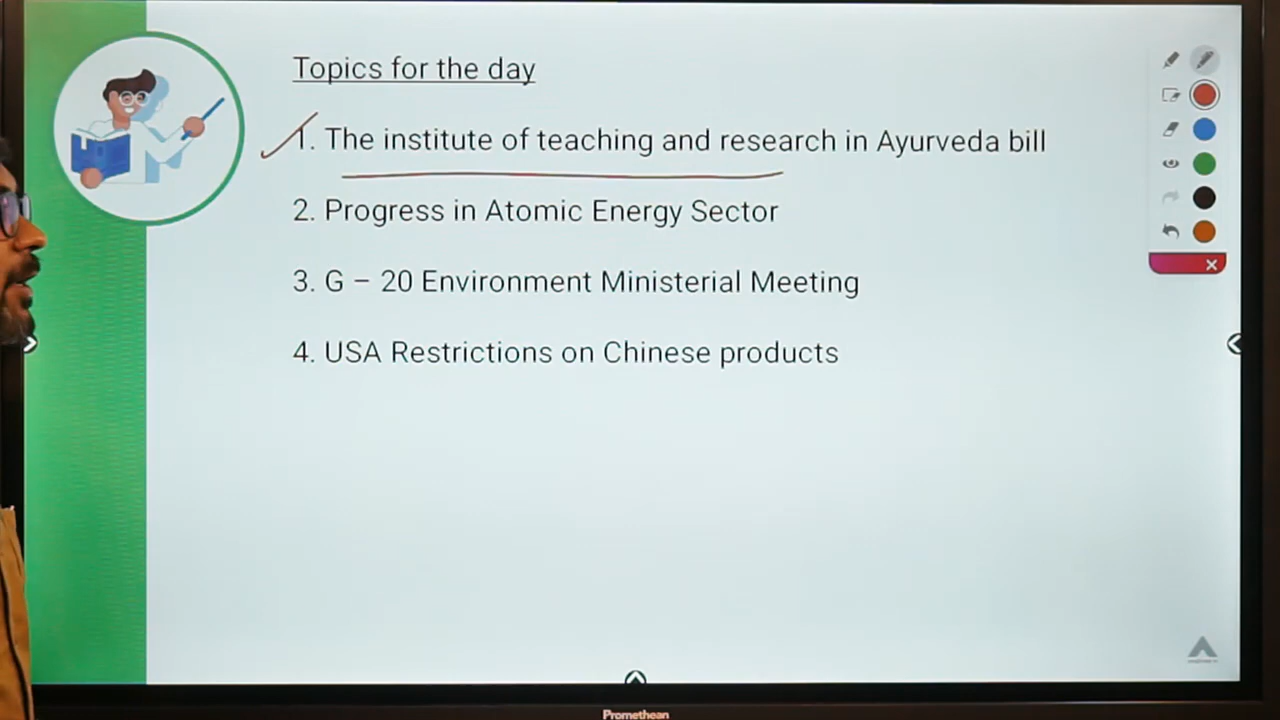 Topics for the day
1. The institute of teaching and research in Ayurveda bill
2. Progress in Atomic Energy Sector
3. G – 20 Environment Ministerial Meeting
4. USA Restrictions on Chinese products
Promethean